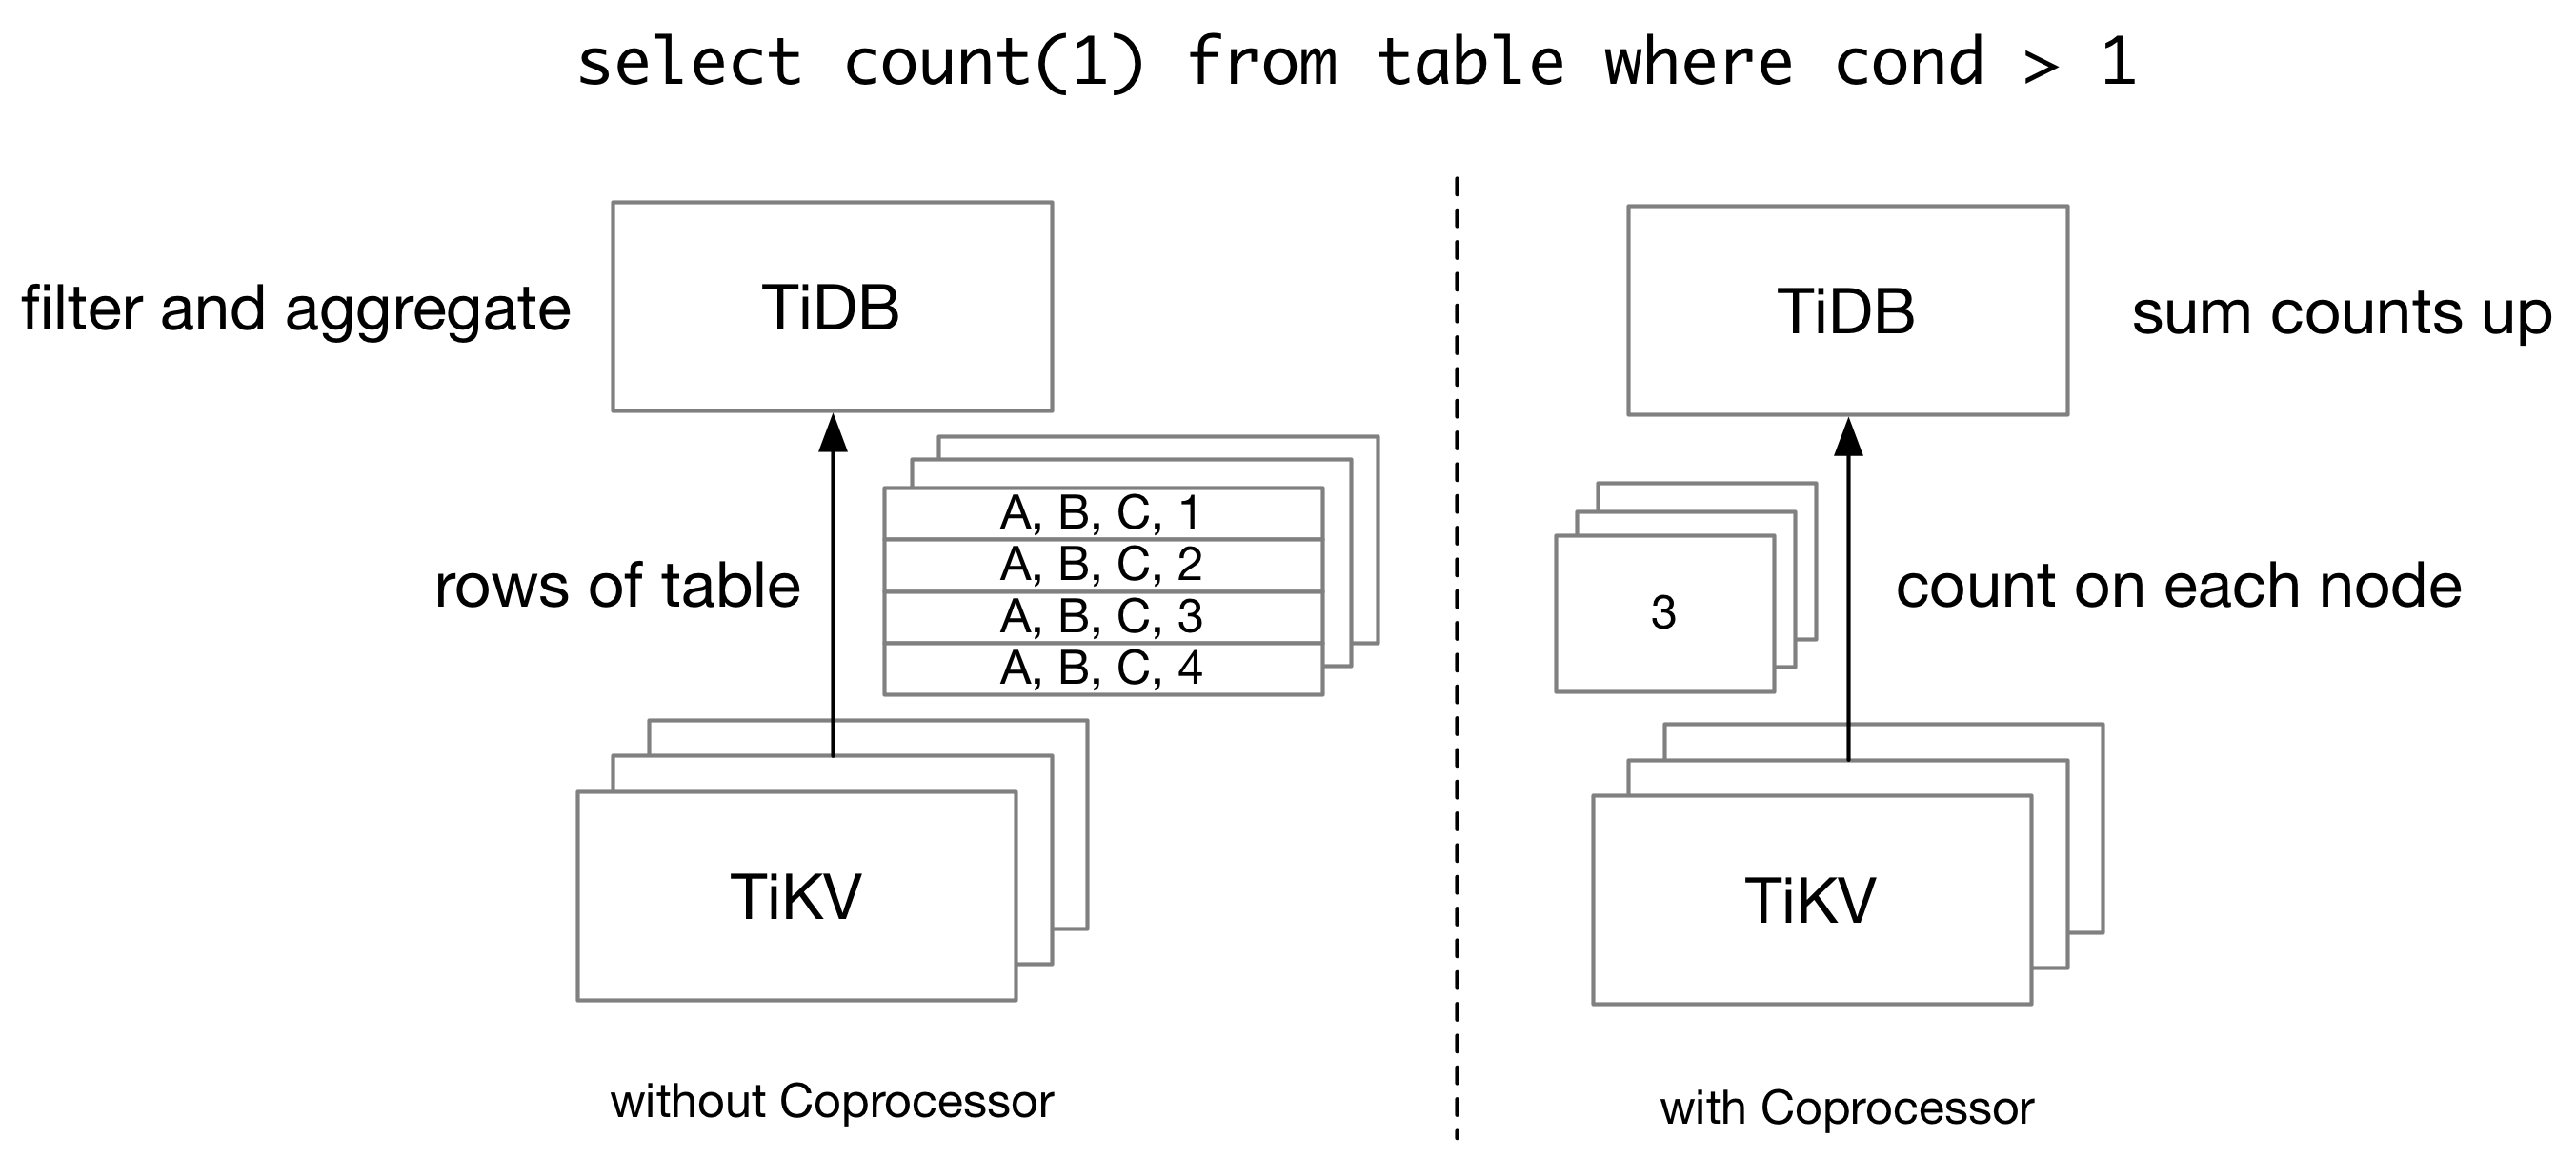 select count(1) from table where cond > 1
TiDB
filter and aggregate
rows of table
A, B, C, 1
A, B, C, 2
A, B, C, 3
A, B, C, 4
TiKV
without Coprocessor
TiDB
sum counts up
3
count on each node
TiKV
with Coprocessor